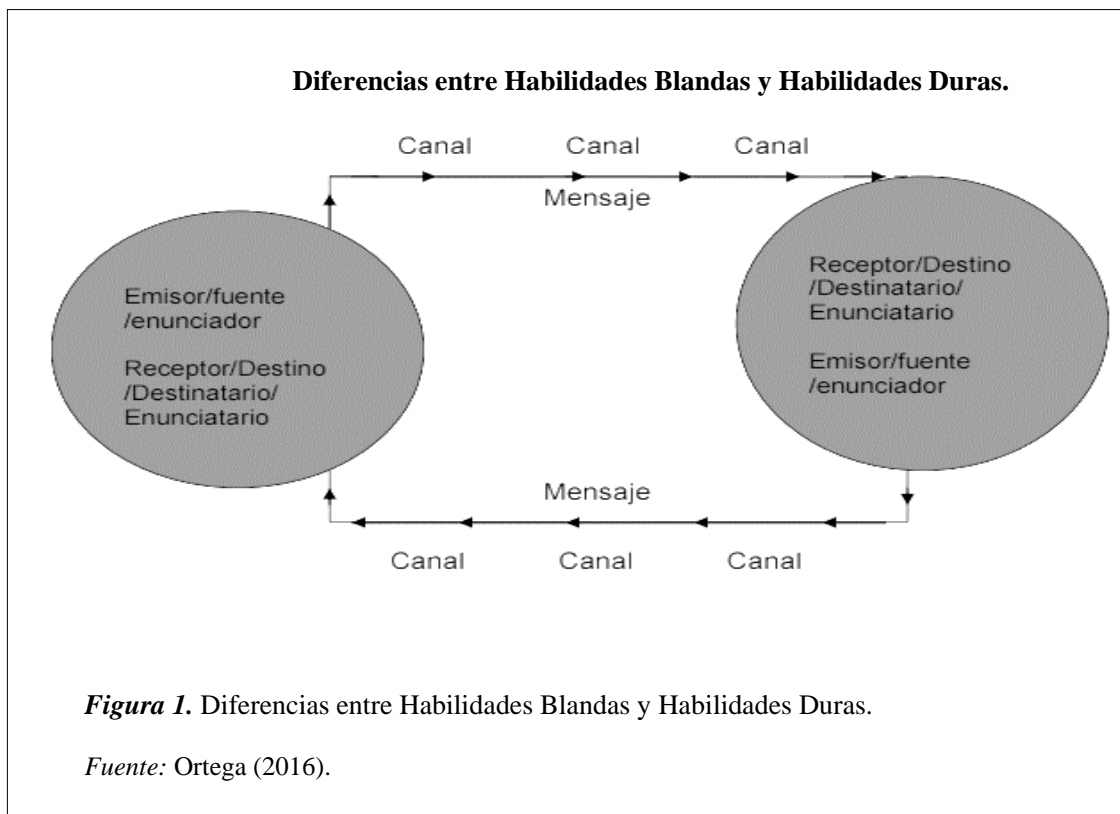 Diferencias entre Habilidades Blandas y Habilidades Duras.
Canal Canal Canal
Mensaje
Emisor/fuente
/enunciador
Receptor/Destino
/Destinatario/
Enunciatario
Receptor/Destino
/Destinatario/
Enunciatario
Emisor/fuente
/enunciador
Mensaje
Canal Canal Canal
Figura 1. Diferencias entre Habilidades Blandas y Habilidades Duras.
Fuente: Ortega (2016).